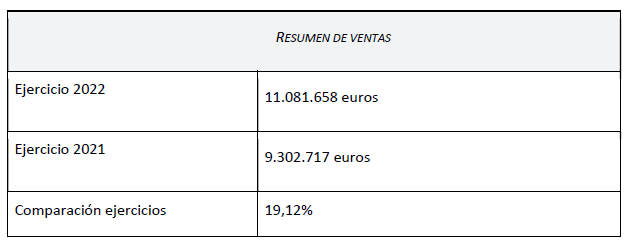 RESUMEN DE VENTAS
Ejercicio 2022
11.081.658 euros
Ejercicio 2021
9.302.717 euros
Comparación ejercicios
19,12%